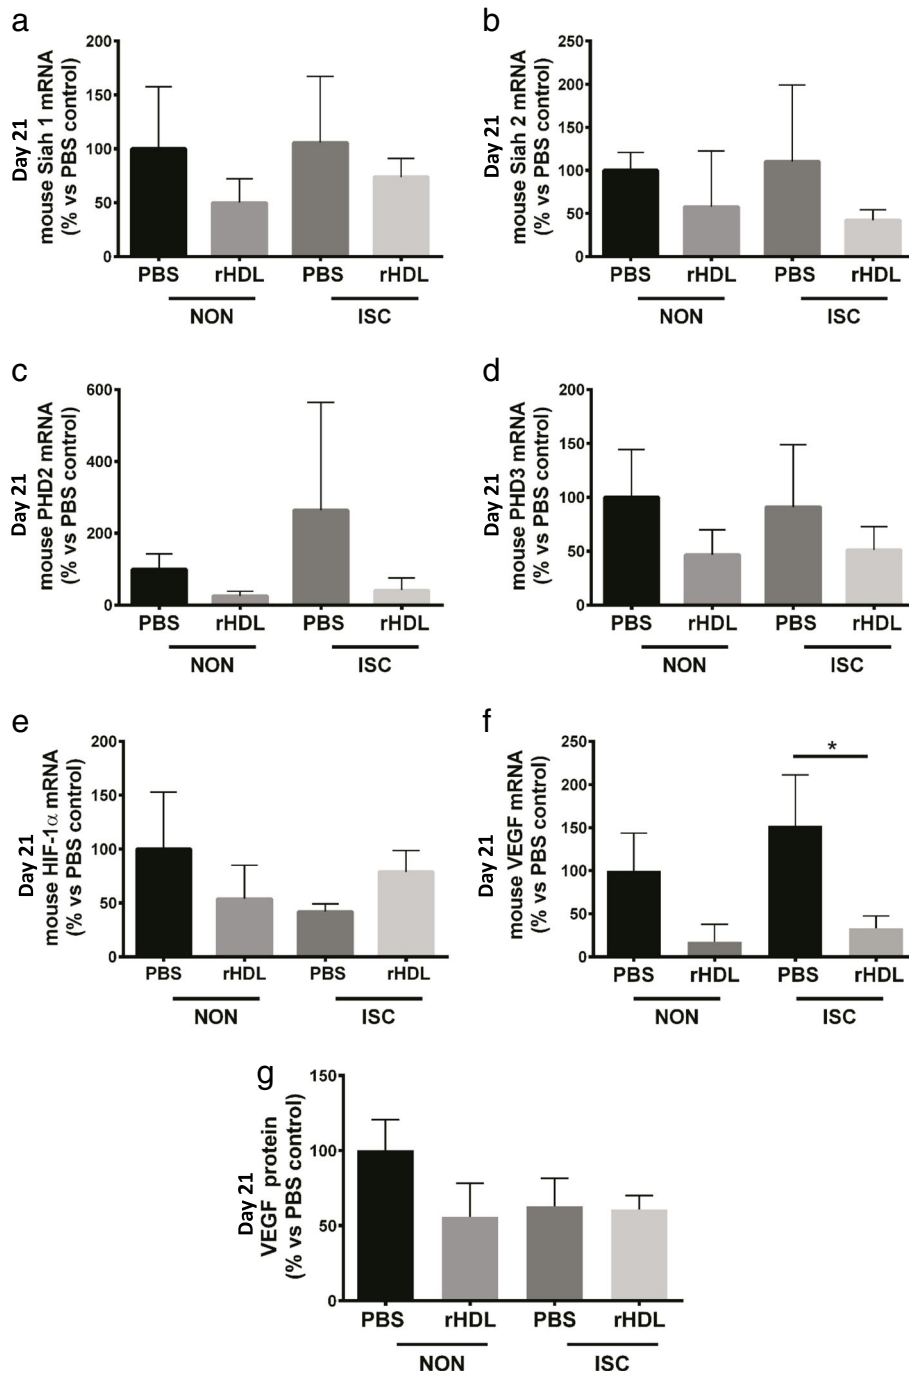 a
Day 21
mouse Siah 1 mRNA
(% vs PBS control)
200
150
100
50
0
PBS rHDL PBS rHDL
NON ISC
b
Day 21
mouse Siah 2 mRNA
(% vs PBS control)
250
200
150
100
50
0
PBS rHDL PBS rHDL
NON ISC
c
Day 21
mouse PHD2 mRNA
(% vs PBS control)
600
400
200
0
PBS rHDL PBS rHDL
NON ISC
d
Day 21
mouse PHD3 mRNA
(% vs PBS control)
200
150
100
50
0
PBS rHDL PBS rHDL
NON ISC
e
Day 21
mouse HIF-1α mRNA
(% vs PBS control)
200
150
100
50
0
PBS rHDL PBS rHDL
NON ISC
f
Day 21
mouse VEGF mRNA
(% vs PBS control)
250
200
150
100
50
0
*
PBS rHDL PBS rHDL
NON ISC
g
Day 21
VEGF protein
(% vs PBS control)
150
100
50
0
PBS rHDL PBS rHDL
NON ISC